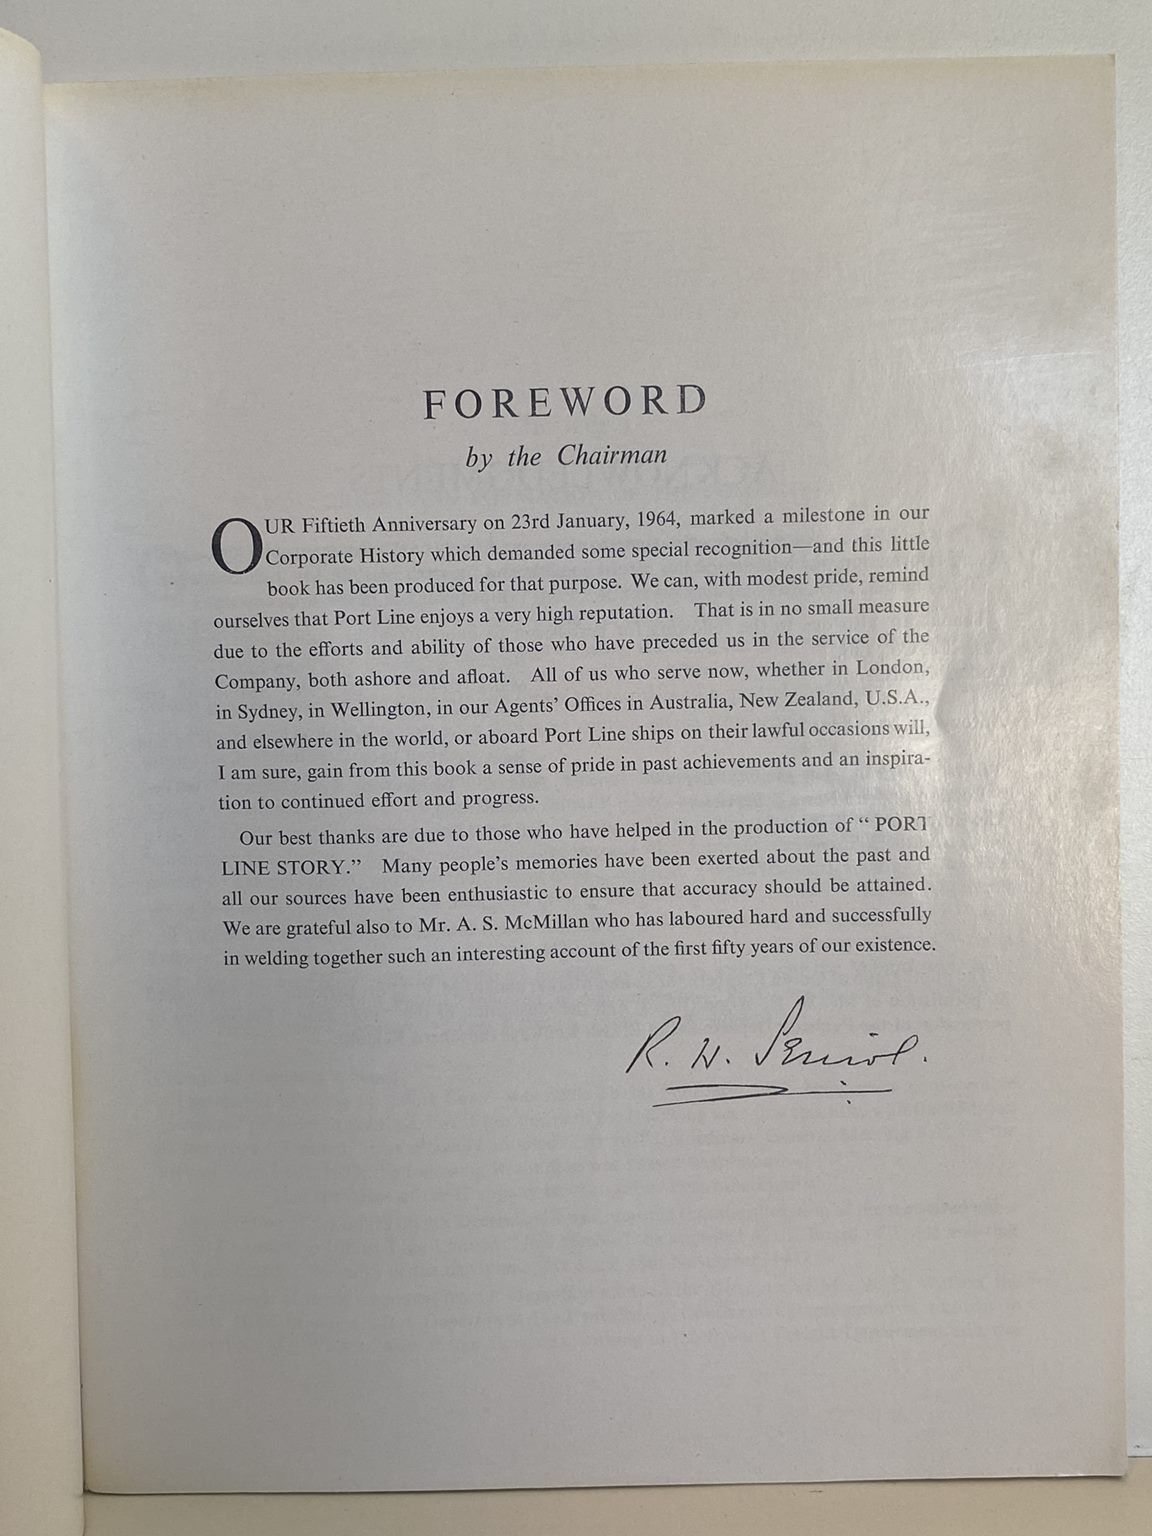 FOREWORD
by the Chairman
OUR Fiftieth Anniversary on 23rd January, 1964, marked a milestone in our
Corporate History which demanded some special recognition—and this little
book has been produced for that purpose. We can, with modest pride, remind
ourselves that Port Line enjoys a very high reputation. That is in no small measure
due to the efforts and ability of those who have preceded us in the service of the
Company, both ashore and afloat. All of us who serve now, whether in London,
in Sydney, in Wellington, in our Agents’ Offices in Australia, New Zealand, U.S.A.,
and elsewhere in the world, or aboard Port Line ships on their lawful occasions will,
I am sure, gain from this book a sense of pride in past achievements and an inspira-
tion to continued effort and progress.
Our best thanks are due to those who have helped in the production of “ PORT
LINE STORY.” Many people’s memories have been exerted about the past and
all our sources have been enthusiastic to ensure that accuracy should be attained.
We are grateful also to Mr. A. S. McMillan who has laboured hard and successfully
in welding together such an interesting account of the first fifty years of our existence.
R. H.